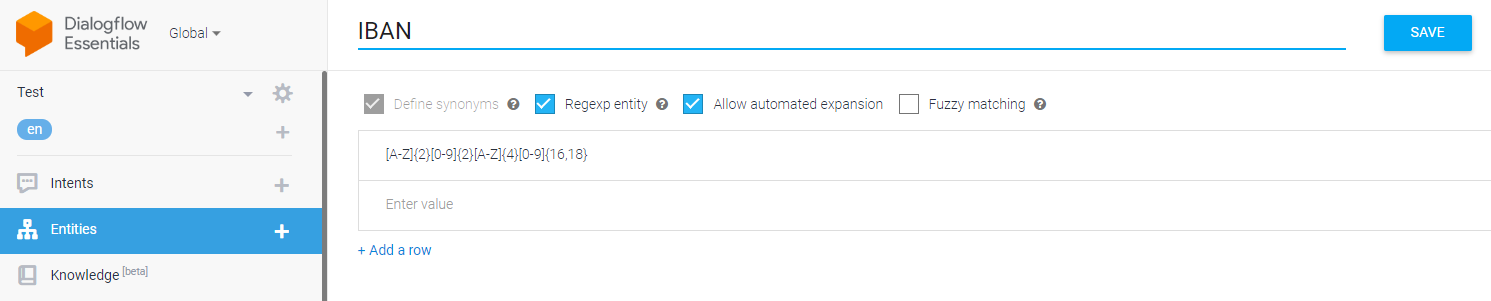 Dialogflow
Essentials
Global
IBAN
SAVE
Test
en
Define synonyms ? Regexp entity ? Allow automated expansion Fuzzy matching ?
[A-Z]{2}[0-9]{2}[A-Z]{4}[0-9]{16,18}
Enter value
+ Add a row
Intents
Entities
Knowledge [beta]